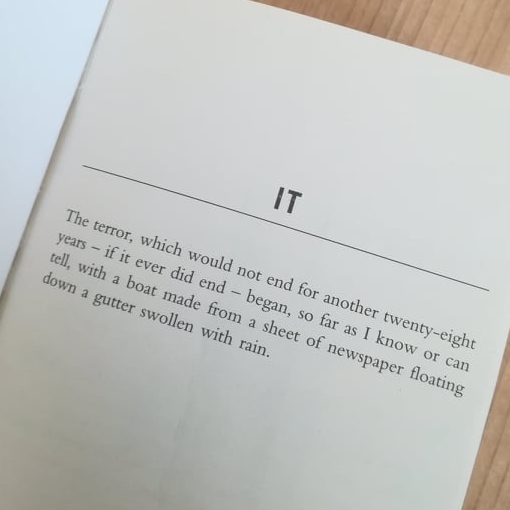 IT
The terror, which would not end for another twenty-eight
years – if it ever did end – began, so far as I know or can
tell, with a boat made from a sheet of newspaper floating
down a gutter swollen with rain.